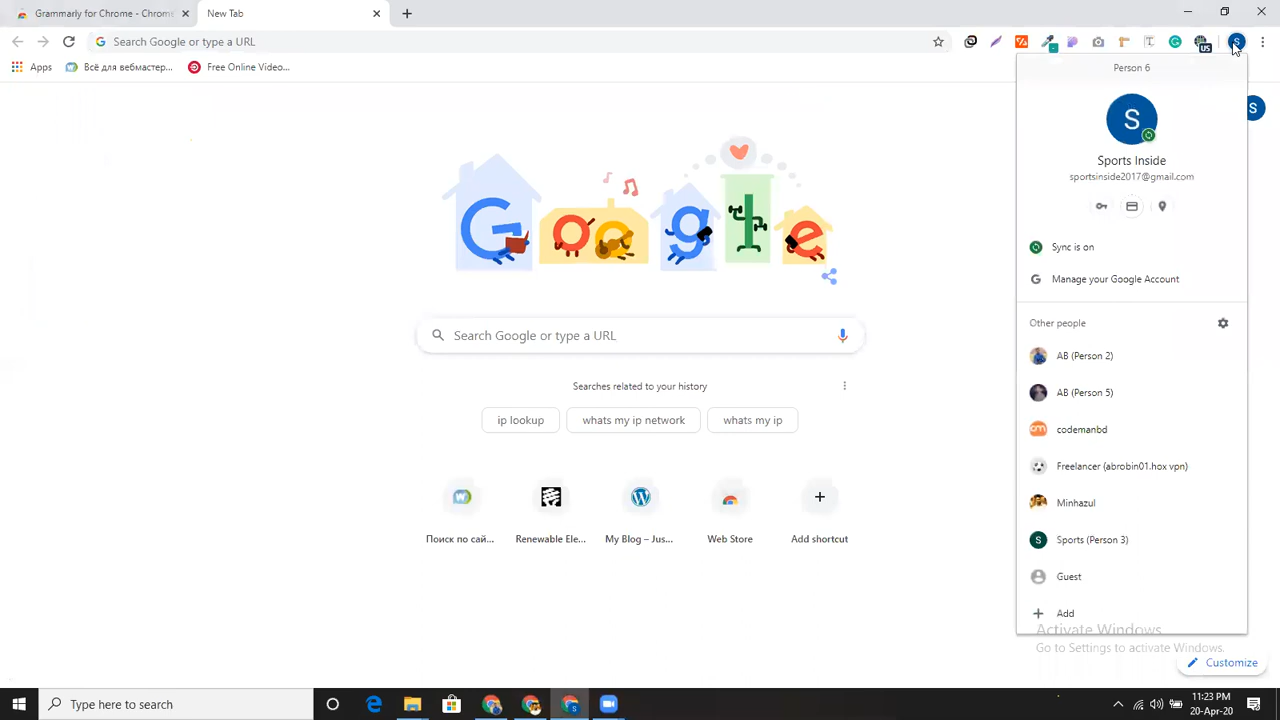 Grammarly for Chrome - Chrome
New Tab
Search Google or type a URL
US
S
Apps
Всё для вебмастер...
Free Online Video...
Person 6
S
S
Sports Inside
sportsinside2017@gmail.com
Sync is on
G Manage your Google Account
Other people
AB (Person 2)
AB (Person 5)
codemanbd
Freelancer (abrobin01.hox vpn)
Minhazul
S Sports (Person 3)
Guest
Add
Google
Search Google or type a URL
Searches related to your history
ip lookup
whats my ip network
whats my ip
Поиск по сай...
Renewable Ele...
My Blog – Jus...
Web Store
Add shortcut
Activate Windows
Go to Settings to activate Windows.
Customize
Type here to search
11:23 PM
20-Apr-20